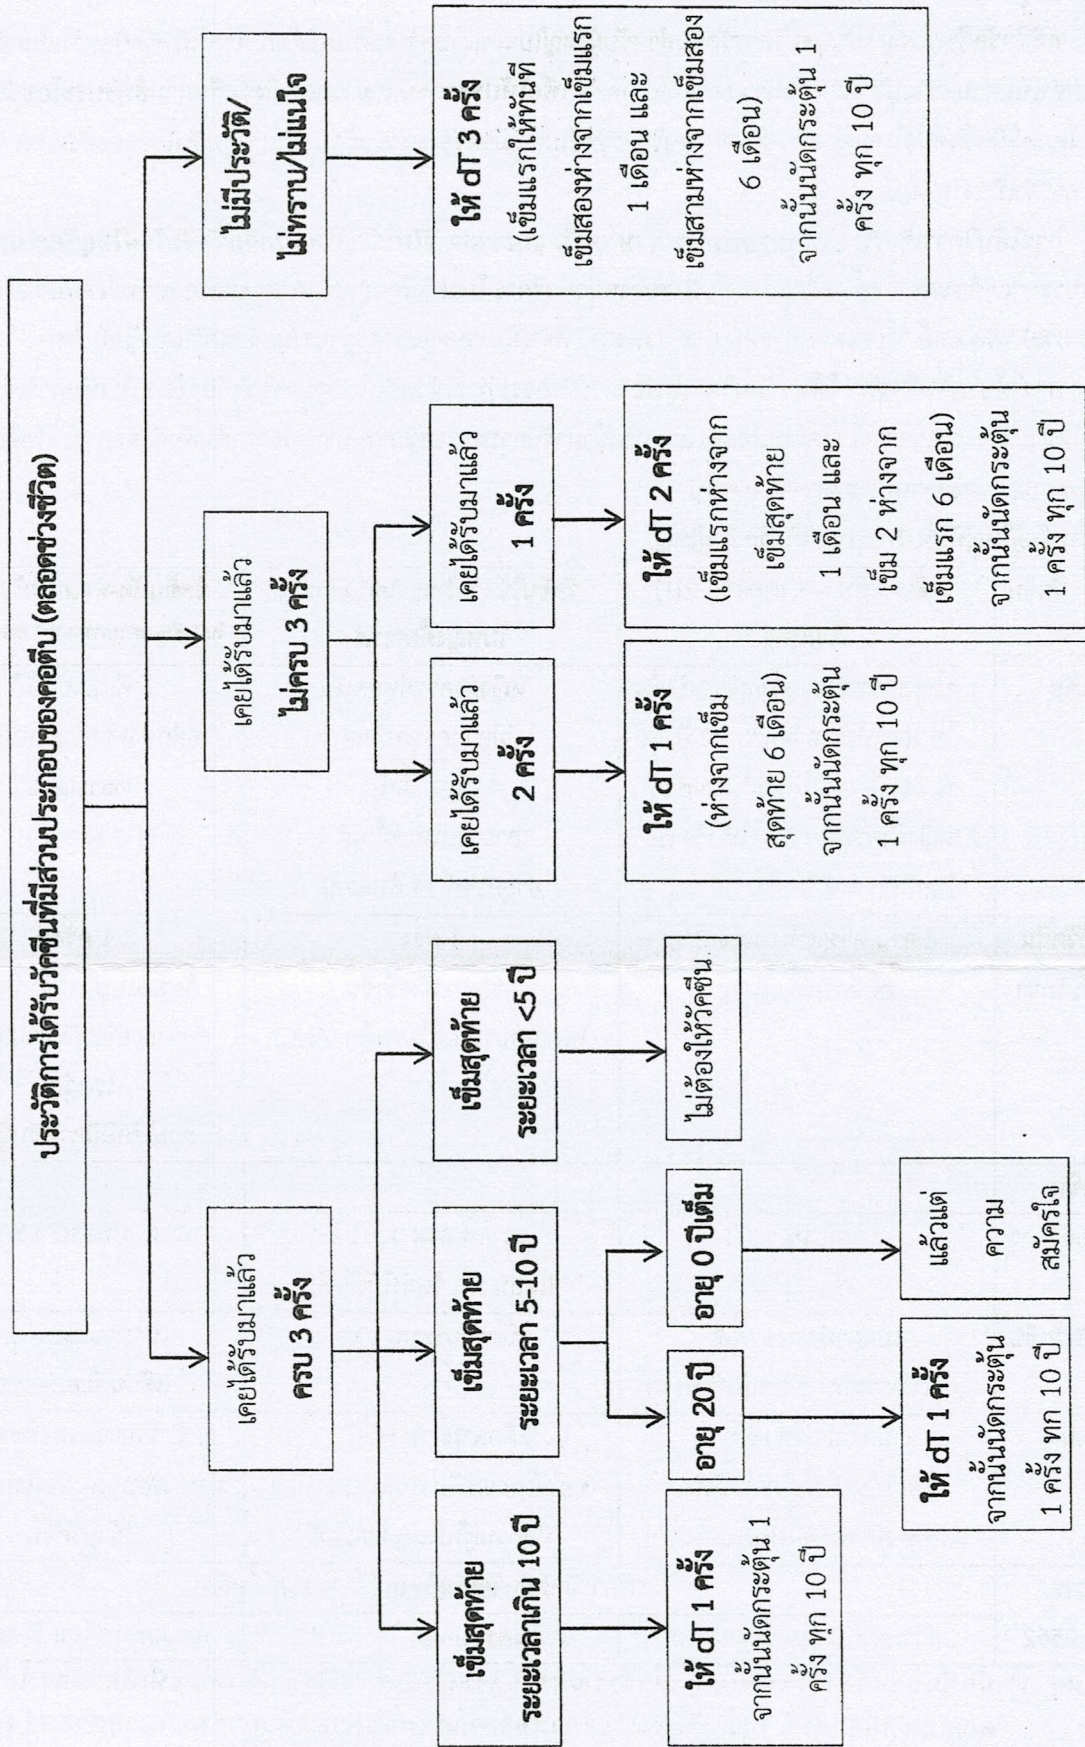 ประวัติการได้รับวัคซีนที่มีส่วนประกอบของคอตีบ (ตลอดช่วงชีวิต)
เคยได้รับมาแล้ว
ครบ 3 ครั้ง
เคยได้รับมาแล้ว
ไม่ครบ 3 ครั้ง
ไม่มีประวัติ/
ไม่ทราบ/ไม่แน่ใจ
เข็มสุดท้าย
ระยะเวลาเกิน 10 ปี
เข็มสุดท้าย
ระยะเวลา 5-10 ปี
เข็มสุดท้าย
ระยะเวลา <5 ปี
เคยได้รับมาแล้ว
2 ครั้ง
เคยได้รับมาแล้ว
1 ครั้ง
ให้ dT 3 ครั้ง
((เข็มแรกให้ทันที
เข็มสองห่างจากเข็มแรก
1 เดือน และ
เข็มสามห่างจากเข็มสอง
6 เดือน)
จากนั้นนัดกระตุ้น 1
ครั้ง ทุก 10 ปี
ให้ dT 1 ครั้ง
จากนั้นนัดกระตุ้น 1
ครั้ง ทุก 10 ปี
อายุ 20 ปี
อายุ 0 ปีเต็ม
ไม่ต้องให้วัคซีน
ให้ dT 1 ครั้ง
(ห่างจากเข็ม
สุดท้าย 6 เดือน)
จากนั้นนัดกระตุ้น
1 ครั้ง ทุก 10 ปี
ให้ dT 2 ครั้ง
(เข็มแรกห่างจาก
เข็มสุดท้าย
1 เดือน และ
เข็ม 2 ห่างจาก
เข็มแรก 6 เดือน)
จากนั้นนัดกระตุ้น
1 ครั้ง ทุก 10 ปี
ให้ dT 1 ครั้ง
จากนั้นนัดกระตุ้น
1 ครั้ง ทก 10 ปี
แล้วแต่
ความ
สมัครใจ